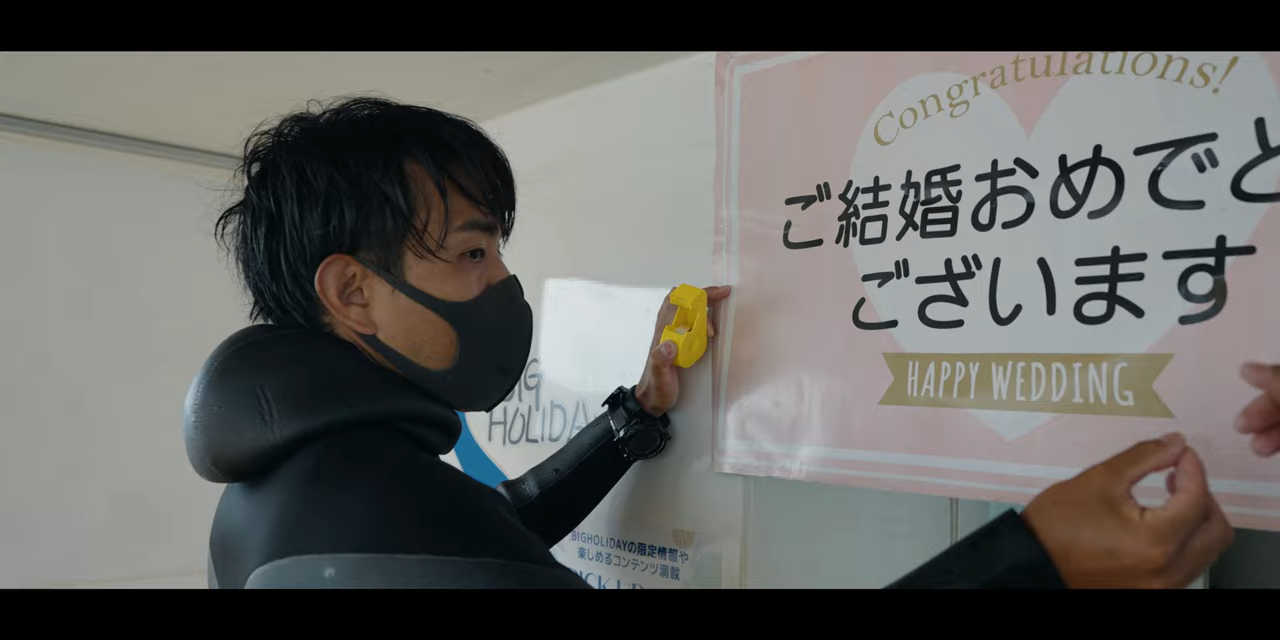 Congratulations!
ご結婚おめでと
ございます
HAPPY WEDDING
BIG
HOLIDA
BIGHOLIDAYの限定情報や
楽しめるコンテンツ満載
PICK UP